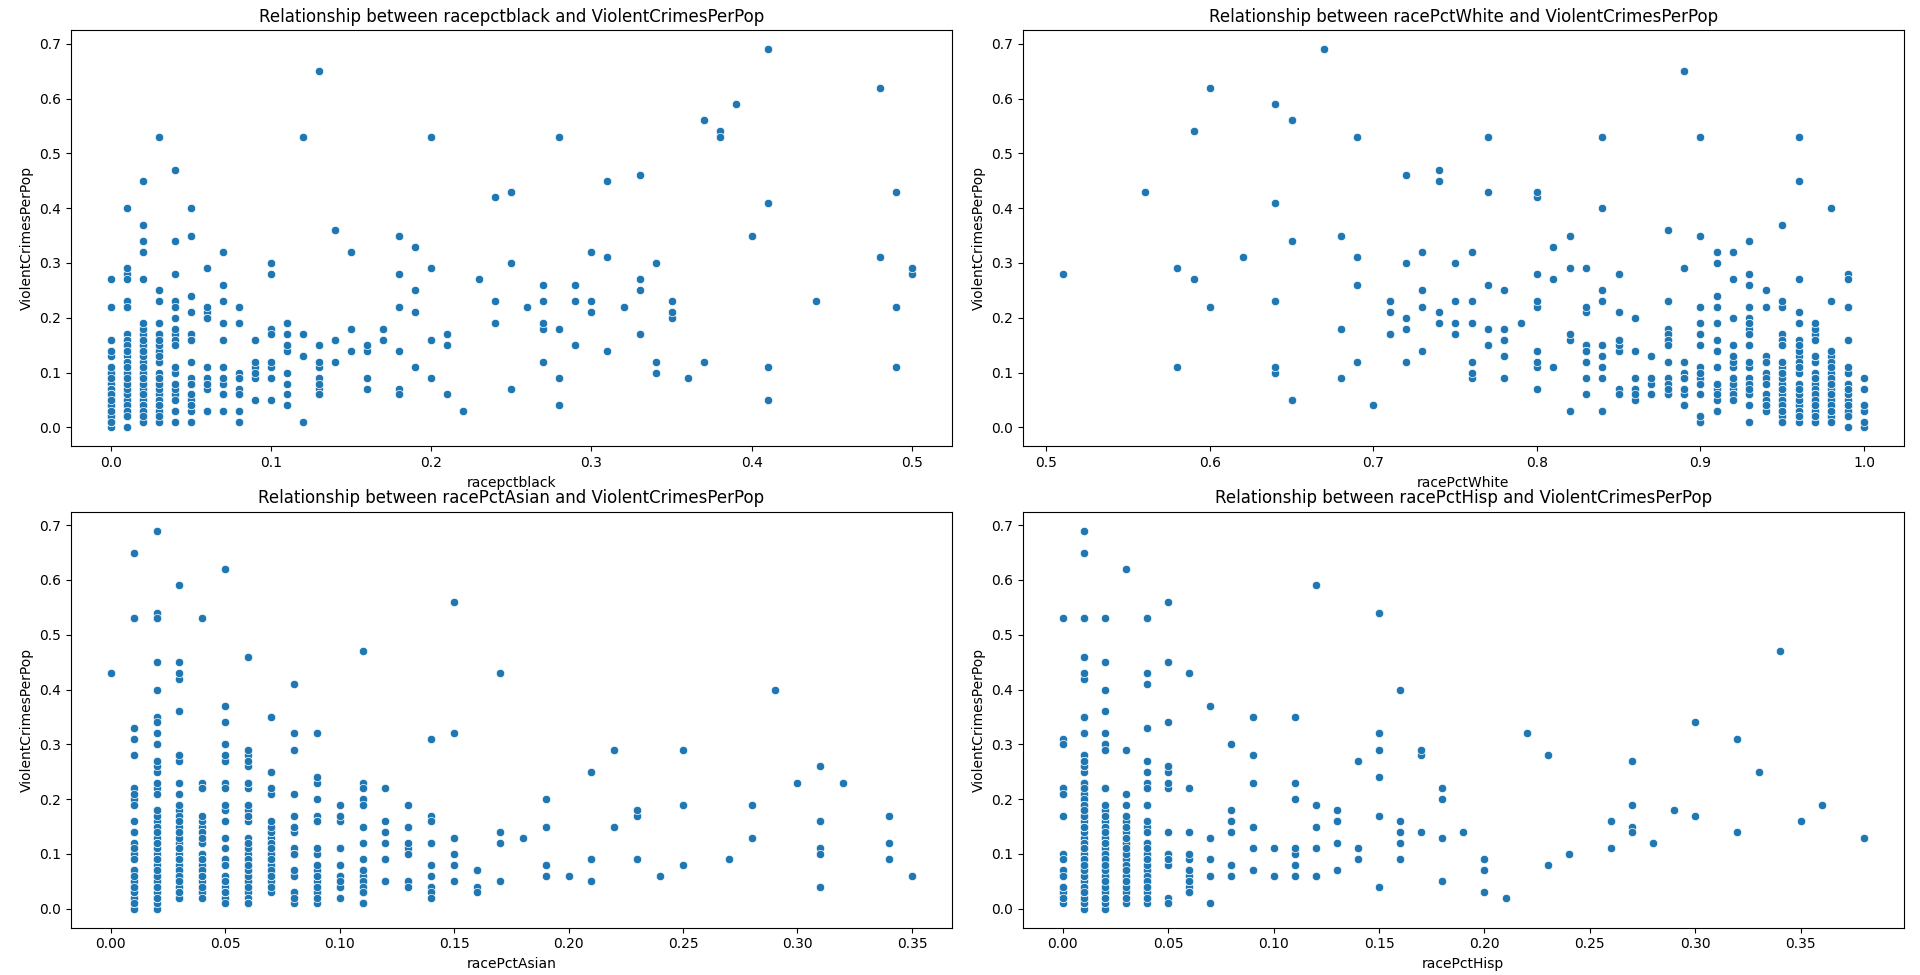 Relationship between racepctblack and ViolentCrimesPerPop
0.7
0.6
0.5
0.4
0.3
0.2
0.1
0.0
ViolentCrimesPerPop
0.0 0.1 0.2 0.3 0.4 0.5
racepctblack
Relationship between racePctWhite and ViolentCrimesPerPop
0.7
0.6
0.5
0.4
0.3
0.2
0.1
0.0
ViolentCrimesPerPop
0.5 0.6 0.7 0.8 0.9 1.0
racePctWhite
Relationship between racePctAsian and ViolentCrimesPerPop
0.7
0.6
0.5
0.4
0.3
0.2
0.1
0.0
ViolentCrimesPerPop
0.00 0.05 0.10 0.15 0.20 0.25 0.30 0.35
racePctAsian
Relationship between racePctHisp and ViolentCrimesPerPop
0.7
0.6
0.5
0.4
0.3
0.2
0.1
0.0
ViolentCrimesPerPop
0.00 0.05 0.10 0.15 0.20 0.25 0.30 0.35
racePctHisp